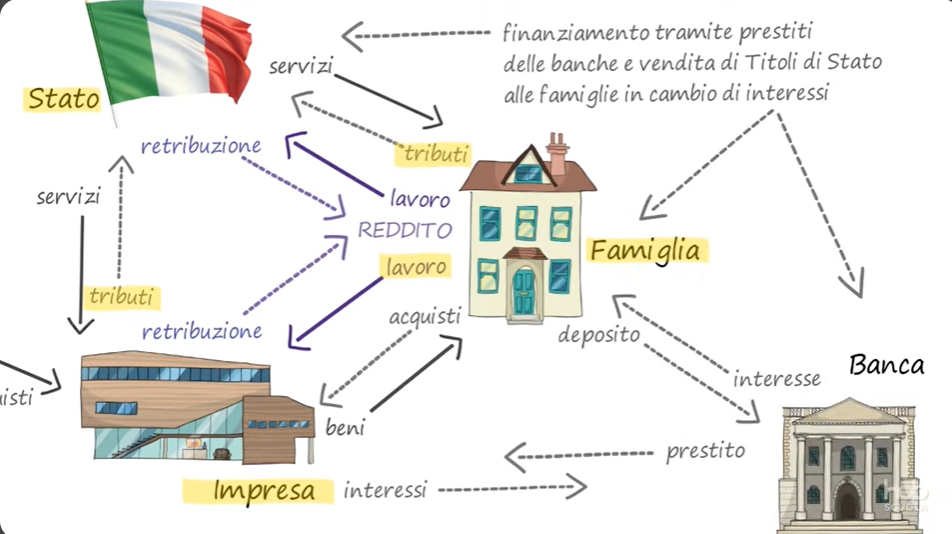 finanziamento tramite prestiti
delle banche e vendita di Titoli di Stato
alle famiglie in cambio di interessi
servizi
Stato
retribuzione
tributi
servizi
lavoro
REDDITO
Famiglia
lavoro
tributi
retribuzione
acquisti
deposito
Banca
interesse
beni
prestito
Impresa
interessi